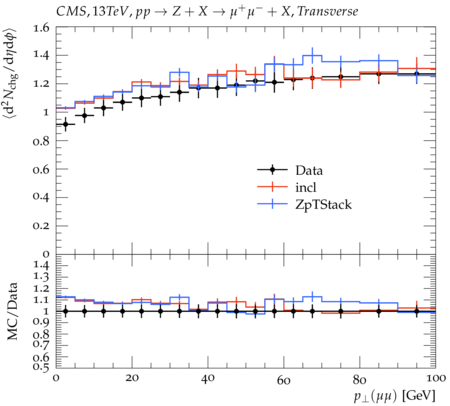 CMS, 13TeV, pp → Z + X → μ⁺μ⁻ + X, Transverse
⟨d²N_chg/dηdϕ⟩
1.6
1.4
1.2
1
0.8
0.6
0.4
0.2
0
Data
incl
ZpTStack
MC/Data
1.4
1.3
1.2
1.1
1
0.9
0.8
0.7
0.6
0.5
0 20 40 60 80 100
p⊥(μμ) [GeV]